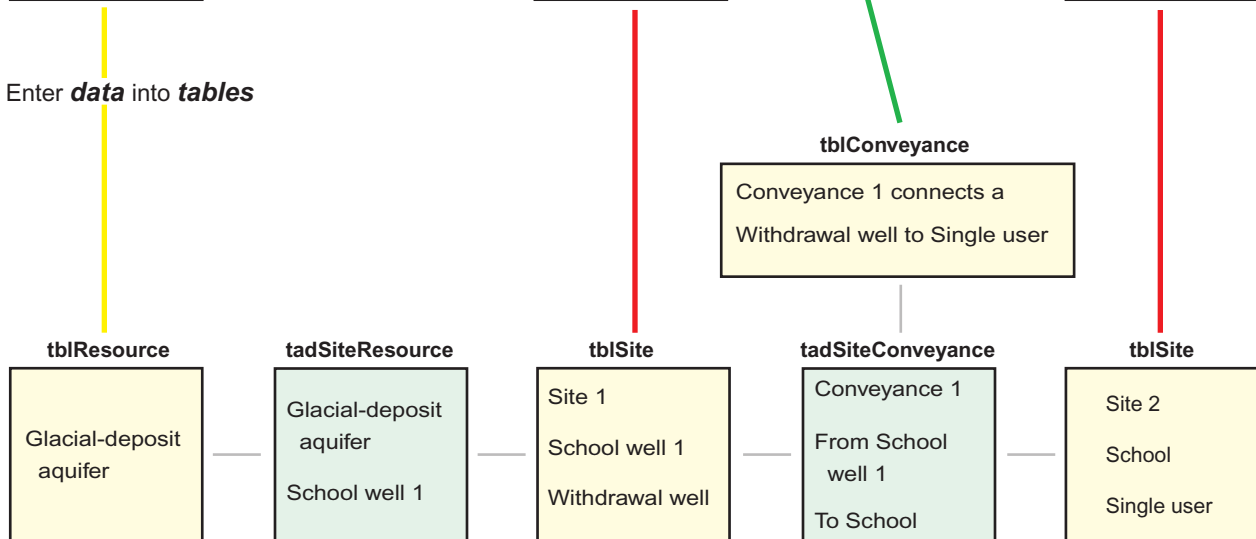 Enter data into tables
tblConveyance
Conveyance 1 connects a
Withdrawal well to Single user
tblResource
Glacial-deposit
aquifer
tadSiteResource
Glacial-deposit
aquifer
School well 1
tblSite
Site 1
School well 1
Withdrawal well
tadSiteConveyance
Conveyance 1
From School
well 1
To School
tblSite
Site 2
School
Single user